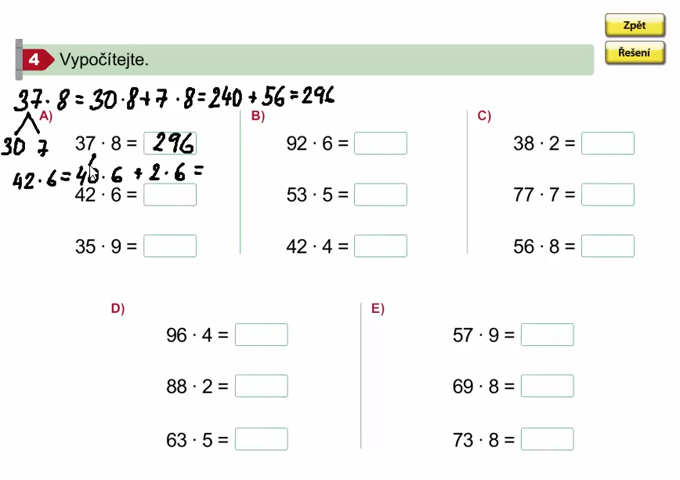 Zpět
Řešení
4 Vypočítejte.
37 · 8 = 30 · 8 + 7 · 8 = 240 + 56 = 296
A) B) C)
30 7 37 · 8 = 296 92 · 6 = 38 · 2 =
42 · 6 = 40 · 6 + 2 · 6 =
42 · 6 = 53 · 5 = 77 · 7 =
35 · 9 = 42 · 4 = 56 · 8 =
D) E)
96 · 4 = 57 · 9 =
88 · 2 = 69 · 8 =
63 · 5 = 73 · 8 =